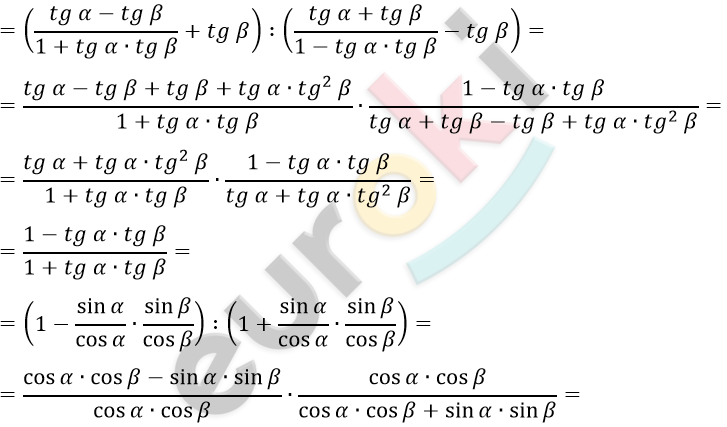 = (tg α − tg β / 1 + tg α · tg β + tg β) : (tg α + tg β / 1 − tg α · tg β − tg β) =
= tg α − tg β + tg β + tg α · tg² β / 1 + tg α · tg β · 1 − tg α · tg β / tg α + tg β − tg β + tg α · tg² β =
= tg α + tg α · tg² β / 1 + tg α · tg β · 1 − tg α · tg β / tg α + tg α · tg² β =
= 1 − tg α · tg β / 1 + tg α · tg β =
= (1 − sin α / cos α · sin β / cos β) : (1 + sin α / cos α · sin β / cos β) =
= cos α · cos β − sin α · sin β / cos α · cos β · cos α · cos β / cos α · cos β + sin α · sin β =
euroki